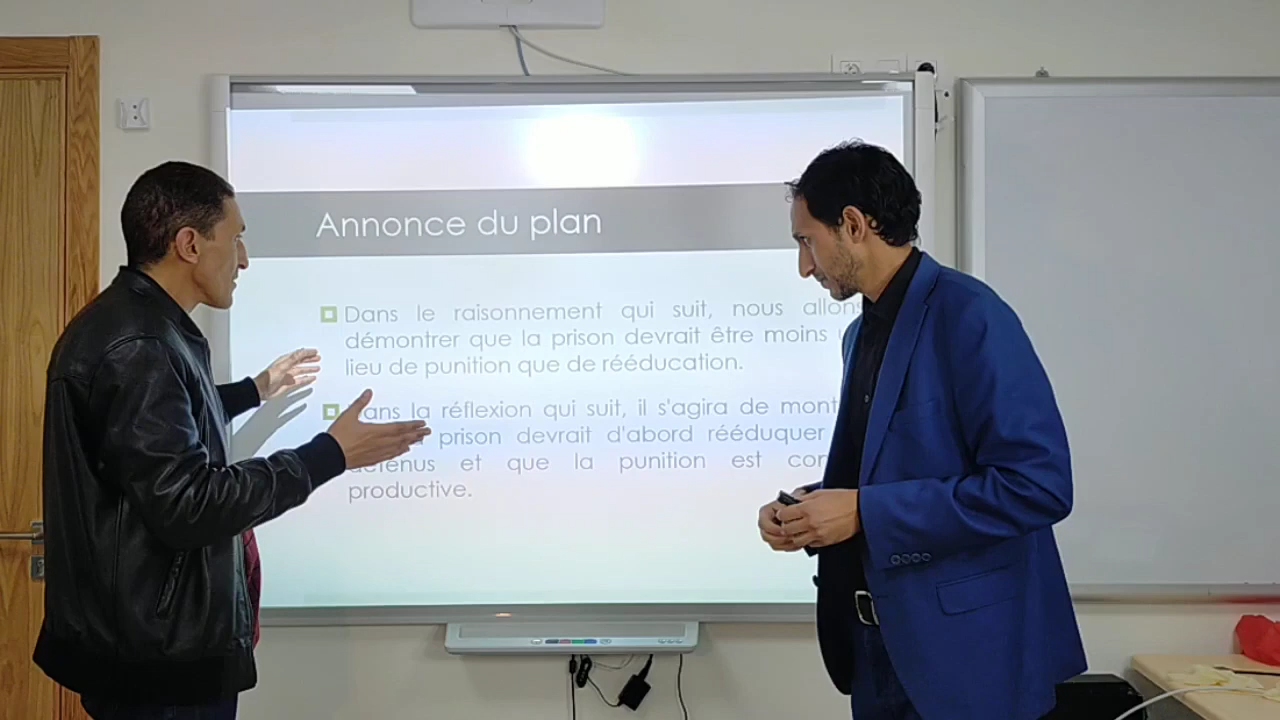 Annonce du plan
Dans le raisonnement qui suit, nous allons
démontrer que la prison devrait être moins
lieu de punition que de rééducation.
Dans la réflexion qui suit, il s'agira de
prison devrait d'abord rééduquer
détenus et que la punition est
productive.